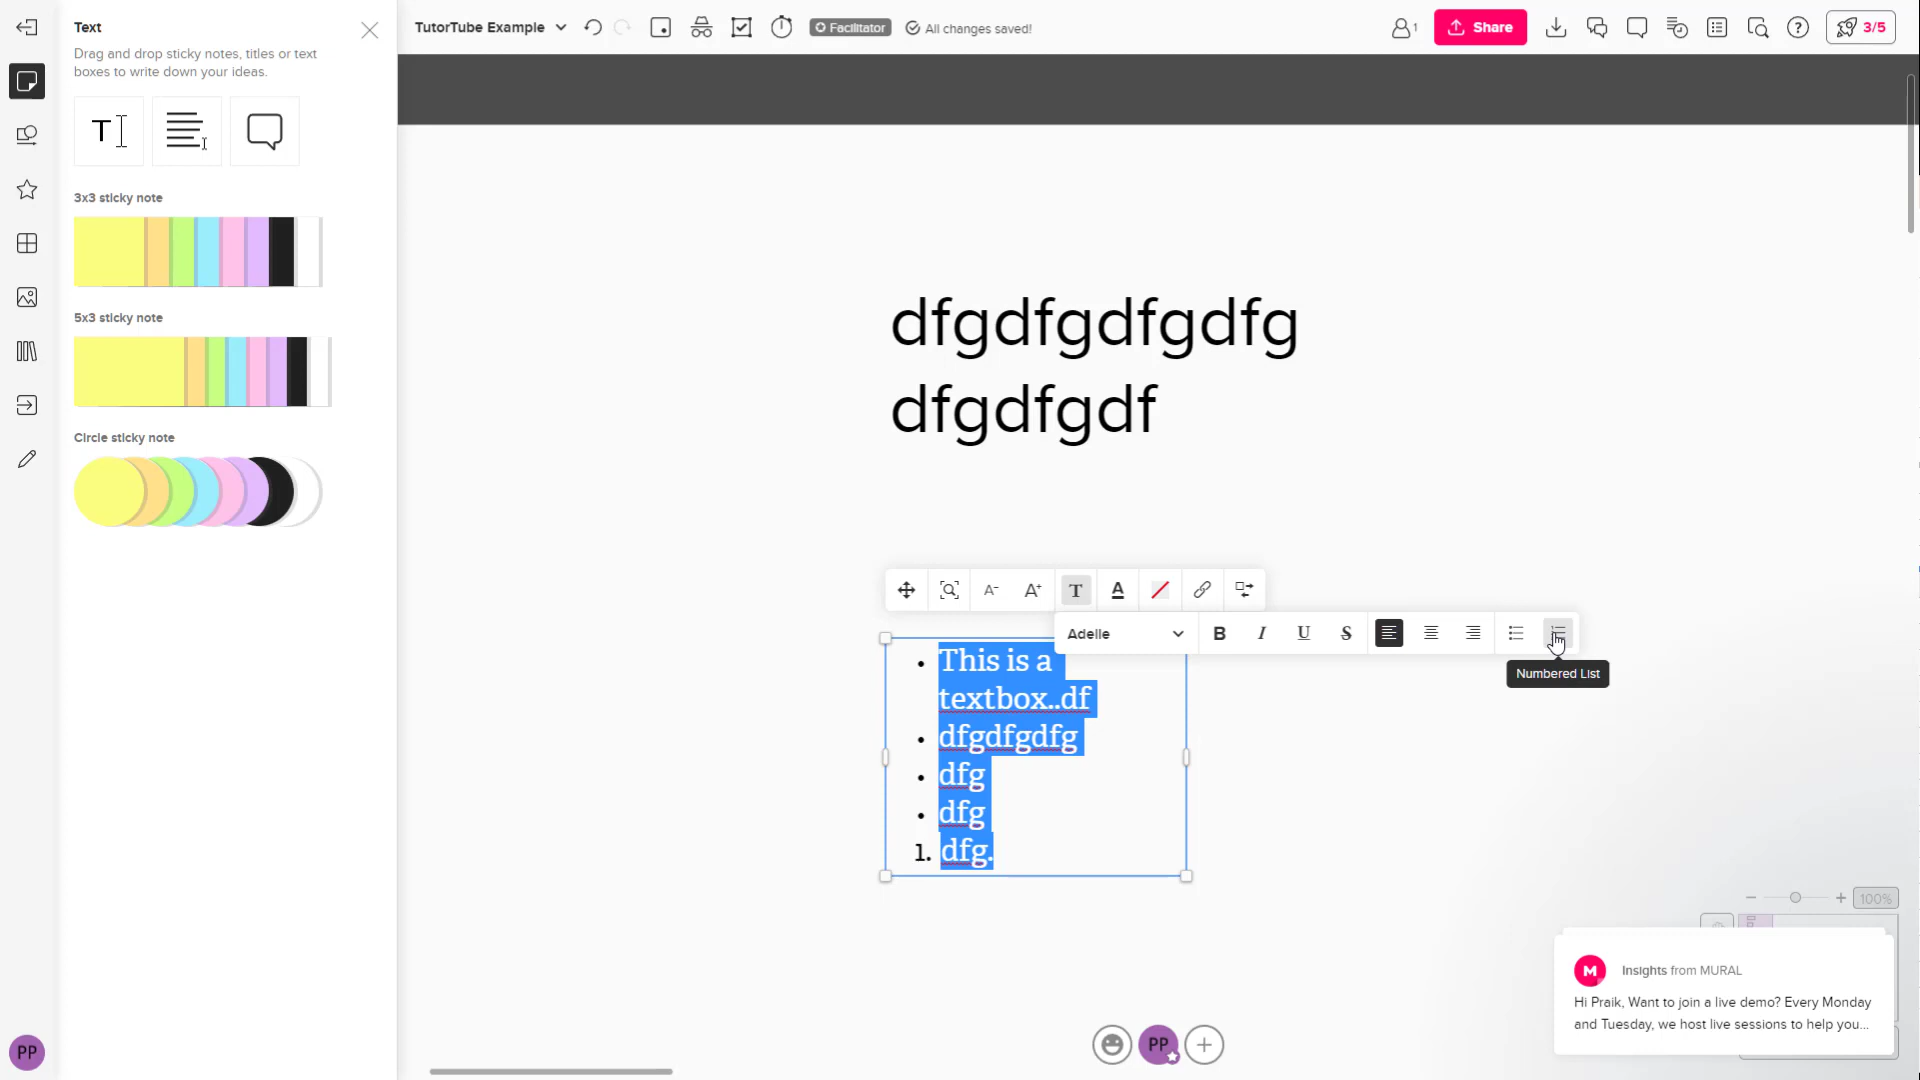 Text
Drag and drop sticky notes, titles or text
boxes to write down your ideas.
T
3x3 sticky note
5x3 sticky note
Circle sticky note
PP
TutorTube Example
Facilitator
All changes saved!
1
Share
3/5
dfgdfgdfgdfg
dfgdfgdf
A-
A+
T
A
Adelle
B
I
U
S
Numbered List
• This is a
textbox..df
• dfgdfgdfg
• dfg
• dfg
1. dfg.
100%
M
Insights from MURAL
Hi Praik, Want to join a live demo? Every Monday
and Tuesday, we host live sessions to help you...
PP